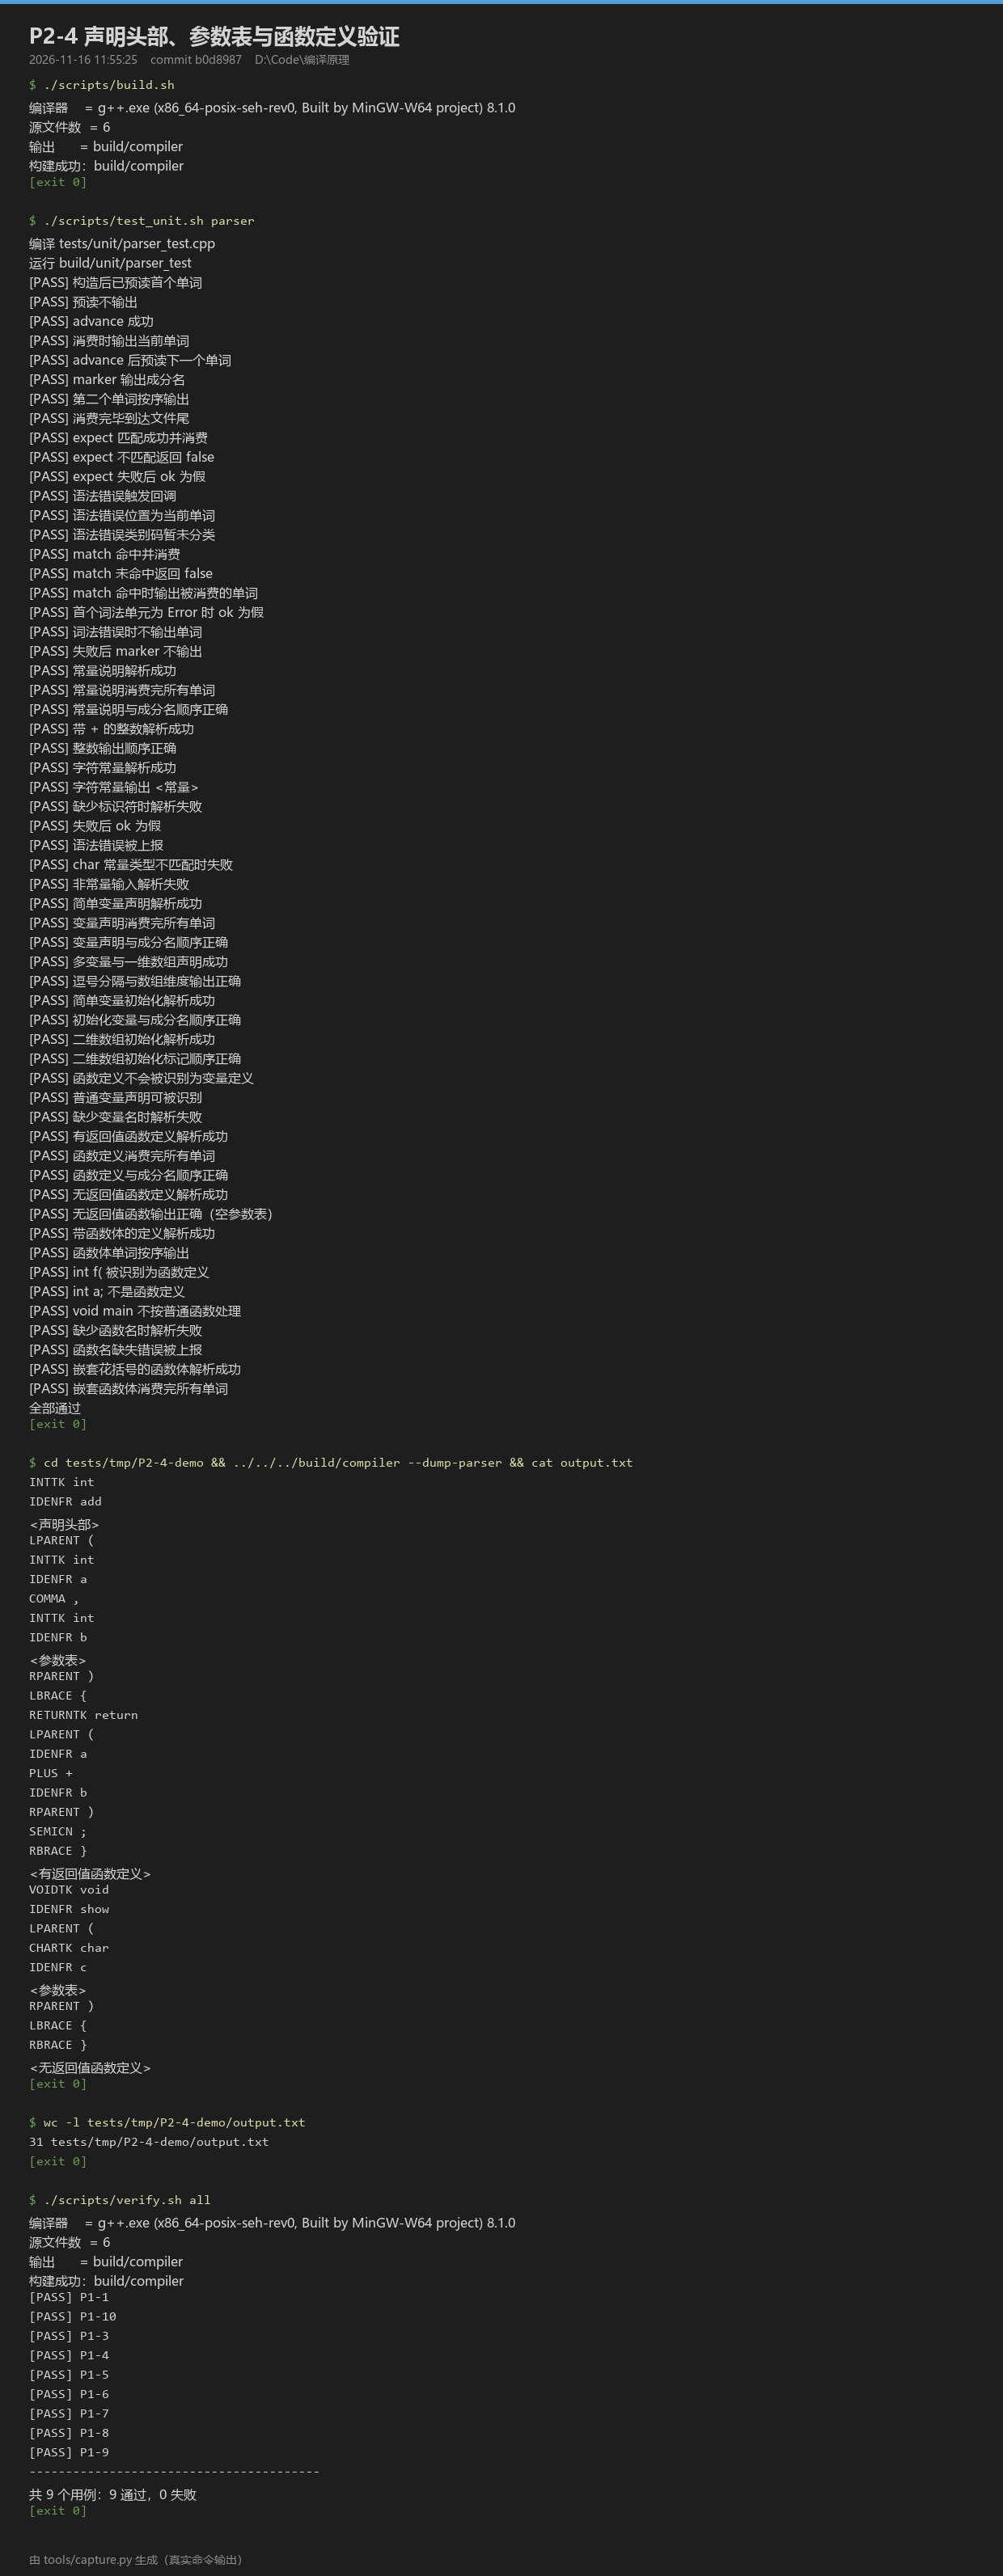 P2-4 声明头部、参数表与函数定义验证
2026-11-16 11:55:25 commit b0d8987 D:\Code\编译原理
$ ./scripts/build.sh
编译器 = g++.exe (x86_64-posix-seh-rev0, Built by MinGW-W64 project) 8.1.0
源文件数 = 6
输出 = build/compiler
构建成功：build/compiler
[exit 0]
$ ./scripts/test_unit.sh parser
编译 tests/unit/parser_test.cpp
运行 build/unit/parser_test
[PASS] 构造后已预读首个单词
[PASS] 预读不输出
[PASS] advance 成功
[PASS] 消费时输出当前单词
[PASS] advance 后预读下一个单词
[PASS] marker 输出成分名
[PASS] 第二个单词按序输出
[PASS] 消费完毕到达文件尾
[PASS] expect 匹配成功并消费
[PASS] expect 不匹配返回 false
[PASS] expect 失败后 ok 为假
[PASS] 语法错误触发回调
[PASS] 语法错误位置为当前单词
[PASS] 语法错误类别码暂未分类
[PASS] match 命中并消费
[PASS] match 未命中返回 false
[PASS] match 命中时输出被消费的单词
[PASS] 首个词法单元为 Error 时 ok 为假
[PASS] 词法错误时不输出单词
[PASS] 失败后 marker 不输出
[PASS] 常量说明解析成功
[PASS] 常量说明消费完所有单词
[PASS] 常量说明与成分名顺序正确
[PASS] 带 + 的整数解析成功
[PASS] 整数输出顺序正确
[PASS] 字符常量解析成功
[PASS] 字符常量输出 <常量>
[PASS] 缺少标识符时解析失败
[PASS] 失败后 ok 为假
[PASS] 语法错误被上报
[PASS] char 常量类型不匹配时失败
[PASS] 非常量输入解析失败
[PASS] 简单变量声明解析成功
[PASS] 变量声明消费完所有单词
[PASS] 变量声明与成分名顺序正确
[PASS] 多变量与一维数组声明成功
[PASS] 逗号分隔与数组维度输出正确
[PASS] 简单变量初始化解析成功
[PASS] 初始化变量与成分名顺序正确
[PASS] 二维数组初始化解析成功
[PASS] 二维数组初始化标记顺序正确
[PASS] 函数定义不会被识别为变量定义
[PASS] 普通变量声明可被识别
[PASS] 缺少变量名时解析失败
[PASS] 有返回值函数定义解析成功
[PASS] 函数定义消费完所有单词
[PASS] 函数定义与成分名顺序正确
[PASS] 无返回值函数定义解析成功
[PASS] 无返回值函数输出正确（空参数表）
[PASS] 带函数体的定义解析成功
[PASS] 函数体单词按序输出
[PASS] int f( 被识别为函数定义
[PASS] int a; 不是函数定义
[PASS] void main 不按普通函数处理
[PASS] 缺少函数名时解析失败
[PASS] 函数名缺失错误被上报
[PASS] 嵌套花括号的函数体解析成功
[PASS] 嵌套函数体消费完所有单词
全部通过
[exit 0]
$ cd tests/tmp/P2-4-demo && ../../../build/compiler --dump-parser && cat output.txt
INTTK int
IDENFR add
<声明头部>
LPARENT (
INTTK int
IDENFR a
COMMA ,
INTTK int
IDENFR b
<参数表>
RPARENT )
LBRACE {
RETURNTK return
LPARENT (
IDENFR a
PLUS +
IDENFR b
RPARENT )
SEMICN ;
RBRACE }
<有返回值函数定义>
VOIDTK void
IDENFR show
LPARENT (
CHARTK char
IDENFR c
<参数表>
RPARENT )
LBRACE {
RBRACE }
<无返回值函数定义>
[exit 0]
$ wc -l tests/tmp/P2-4-demo/output.txt
31 tests/tmp/P2-4-demo/output.txt
[exit 0]
$ ./scripts/verify.sh all
编译器 = g++.exe (x86_64-posix-seh-rev0, Built by MinGW-W64 project) 8.1.0
源文件数 = 6
输出 = build/compiler
构建成功：build/compiler
[PASS] P1-1
[PASS] P1-10
[PASS] P1-3
[PASS] P1-4
[PASS] P1-5
[PASS] P1-6
[PASS] P1-7
[PASS] P1-8
[PASS] P1-9
----------------------------------------
共 9 个用例：9 通过，0 失败
[exit 0]
由 tools/capture.py 生成（真实命令输出）